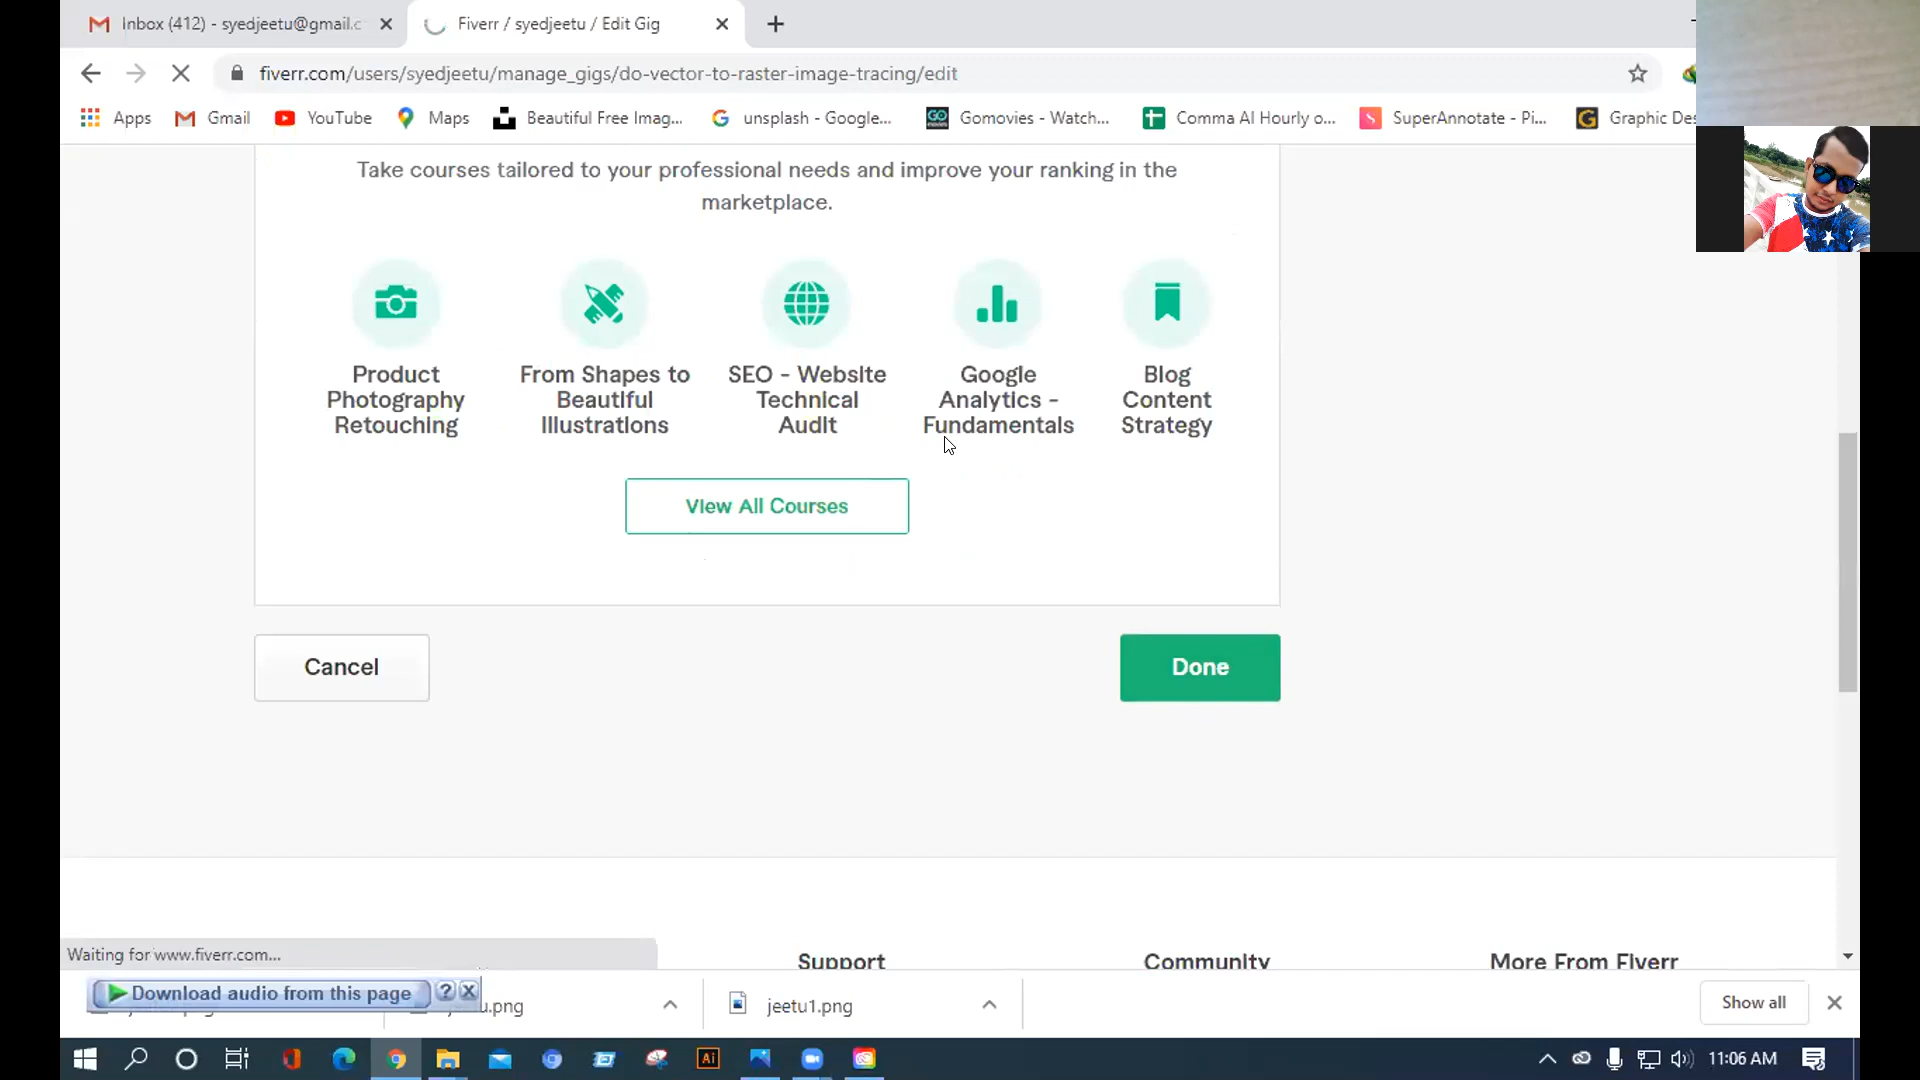 Inbox (412) - syedjeetu@gmail.c
Fiverr / syedjeetu / Edit Gig
fiverr.com/users/syedjeetu/manage_gigs/do-vector-to-raster-image-tracing/edit
Apps
Gmail
YouTube
Maps
Beautiful Free Imag...
unsplash - Google...
GO
Gomovies - Watch...
Comma AI Hourly o...
SuperAnnotate - Pi...
Graphic Des
Take courses tailored to your professional needs and improve your ranking in the
marketplace.
Product
Photography
Retouching
From Shapes to
Beautiful
Illustrations
SEO - Website
Technical
Audit
Google
Analytics -
Fundamentals
Blog
Content
Strategy
View All Courses
Cancel
Done
Waiting for www.fiverr.com...
Support
Community
More From Fiverr
Download audio from this page
.png
jeetu1.png
Show all
Ai
11:06 AM